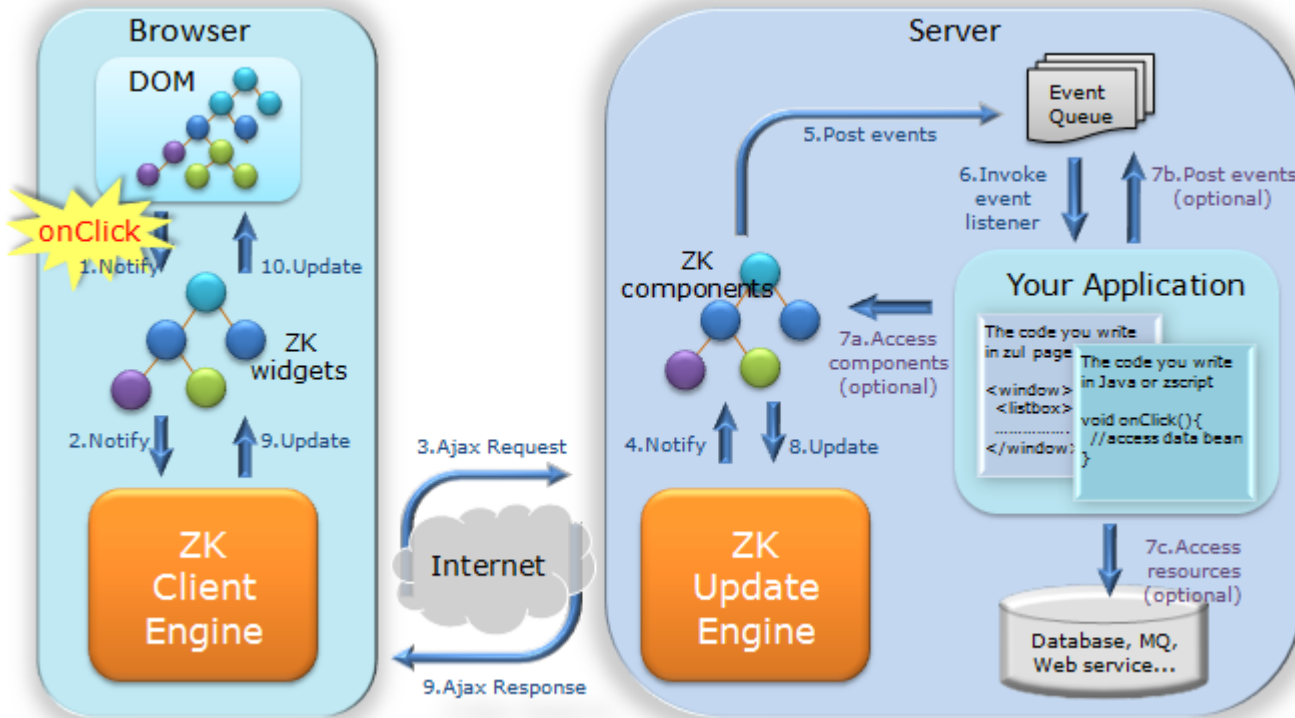 Browser
DOM
onClick
1.Notify
10.Update
ZK
widgets
2.Notify
9.Update
ZK
Client
Engine
3.Ajax Request
Internet
9.Ajax Response
Server
Event
Queue
5.Post events
6.Invoke
event
listener
7b.Post events
(optional)
ZK
components
7a.Access
components
(optional)
Your Application
The code you write
in zul page
<window>
<listbox>
................
</window>
The code you write
in Java or zscript
void onClick(){
//access data bean
}
4.Notify
8.Update
ZK
Update
Engine
7c.Access
resources
(optional)
Database, MQ,
Web service...